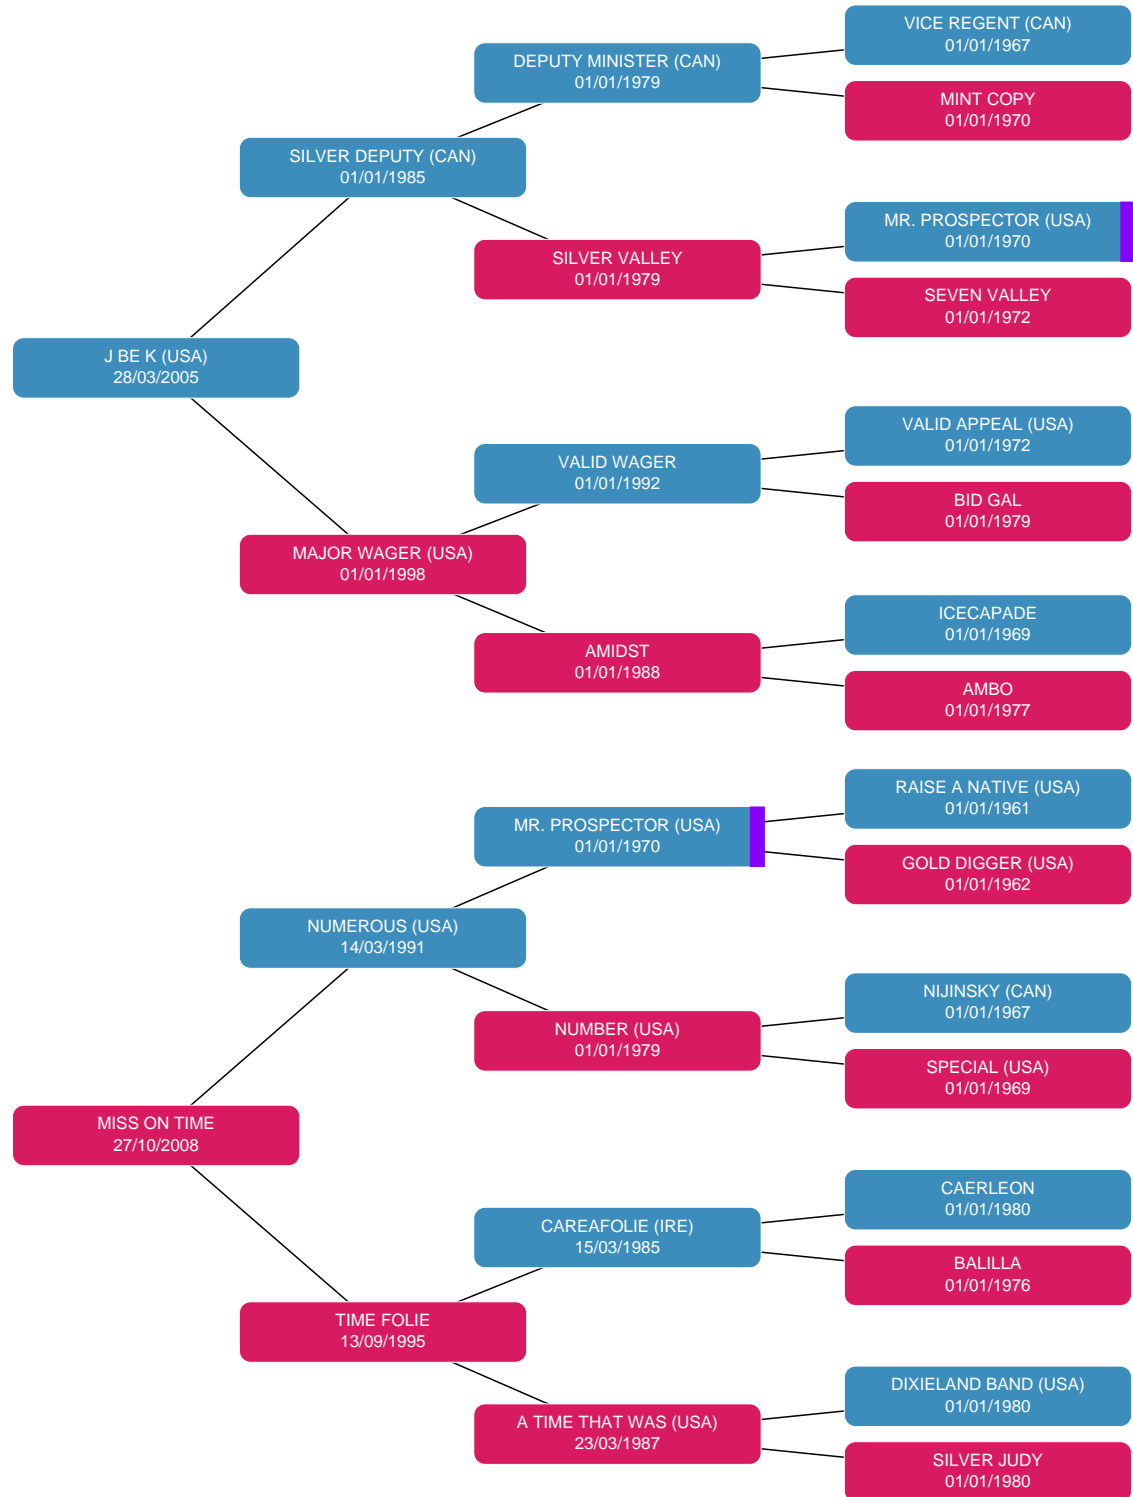 VICE REGENT (CAN)
01/01/1967
DEPUTY MINISTER (CAN)
01/01/1979
MINT COPY
01/01/1970
SILVER DEPUTY (CAN)
01/01/1985
MR. PROSPECTOR (USA)
01/01/1970
SILVER VALLEY
01/01/1979
SEVEN VALLEY
01/01/1972
J BE K (USA)
28/03/2005
VALID APPEAL (USA)
01/01/1972
VALID WAGER
01/01/1992
BID GAL
01/01/1979
MAJOR WAGER (USA)
01/01/1998
ICECAPADE
01/01/1969
AMIDST
01/01/1988
AMBO
01/01/1977
RAISE A NATIVE (USA)
01/01/1961
MR. PROSPECTOR (USA)
01/01/1970
GOLD DIGGER (USA)
01/01/1962
NUMEROUS (USA)
14/03/1991
NIJINSKY (CAN)
01/01/1967
NUMBER (USA)
01/01/1979
SPECIAL (USA)
01/01/1969
MISS ON TIME
27/10/2008
CAERLEON
01/01/1980
CAREAFOLIE (IRE)
15/03/1985
BALILLA
01/01/1976
TIME FOLIE
13/09/1995
DIXIELAND BAND (USA)
01/01/1980
A TIME THAT WAS (USA)
23/03/1987
SILVER JUDY
01/01/1980